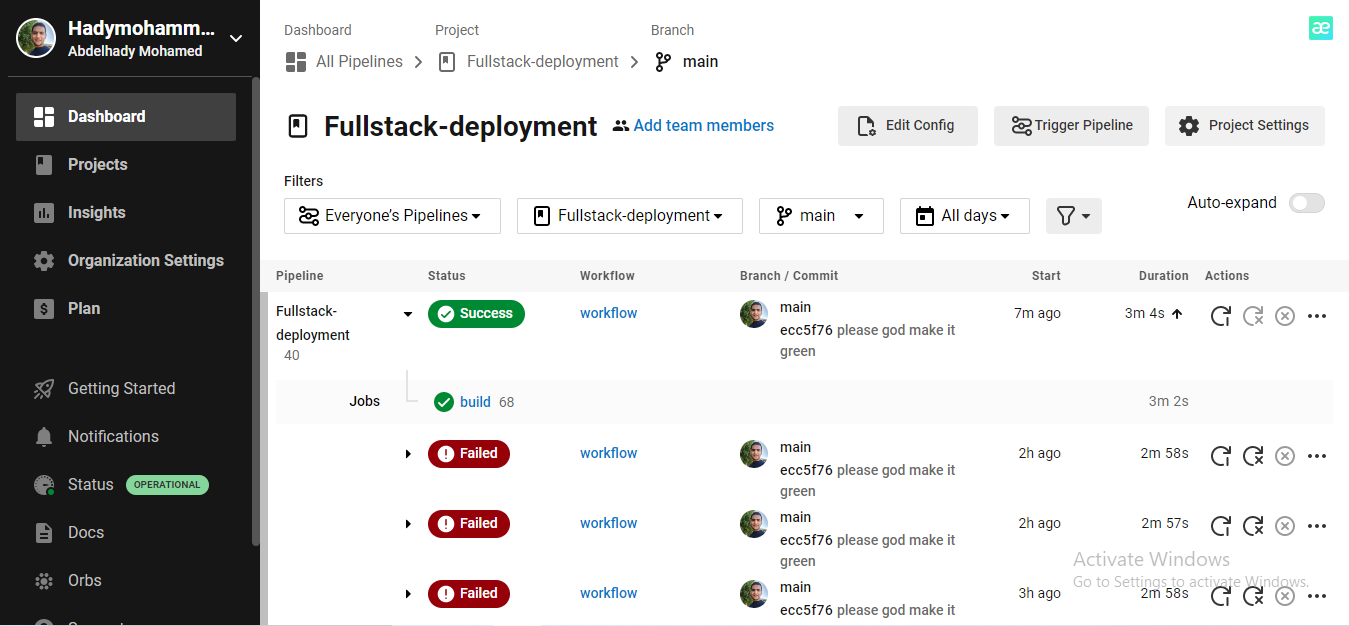 Hadymohamm...
Abdelhady Mohamed
Dashboard
Projects
Insights
Organization Settings
Plan
Getting Started
Notifications
Status OPERATIONAL
Docs
Orbs
Dashboard Project Branch
All Pipelines Fullstack-deployment main
æ
Fullstack-deployment Add team members Edit Config Trigger Pipeline Project Settings
Filters
Everyone’s Pipelines Fullstack-deployment main All days Auto-expand
Pipeline Status Workflow Branch / Commit Start Duration Actions
Fullstack-
deployment
40
Success workflow main 7m ago 3m 4s
ecc5f76 please god make it
green
Jobs build 68 3m 2s
Failed workflow main 2h ago 2m 58s
ecc5f76 please god make it
green
Failed workflow main 2h ago 2m 57s
ecc5f76 please god make it
green
Failed workflow main 3h ago 2m 58s
ecc5f76 please god make it
Activate Windows
Go to Settings to activate Windows.